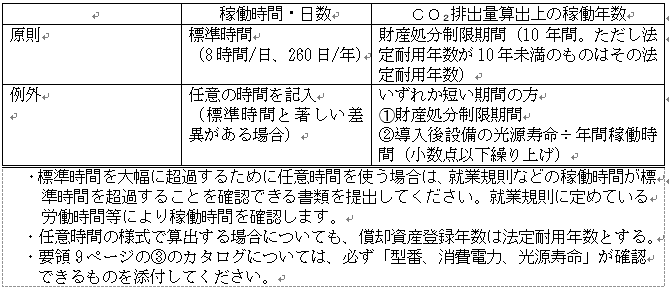 稼働時間・日数
CO₂排出量算出上の稼働年数
原則
標準時間
(8時間/日、260日/年)
財産処分制限期間(10年間。ただし法
定耐用年数が10年未満のものはその法
定耐用年数)
例外
任意の時間を記入
(標準時間と著しい差
異がある場合)
いずれか短い期間の方
①財産処分制限期間
②導入後設備の光源寿命÷年間稼働時
間(小数点以下繰り上げ)
・標準時間を大幅に超過するために任意時間を使う場合は、就業規則などの稼働時間が標
準時間を超過することを確認できる書類を提出してください。就業規則に定めている
労働時間等により稼働時間を確認します。
・任意時間の様式で算出する場合についても、償却資産登録年数は法定耐用年数とする。
・要領9ページの③のカタログについては、必ず「型番、消費電力、光源寿命」が確認
できるものを添付してください。